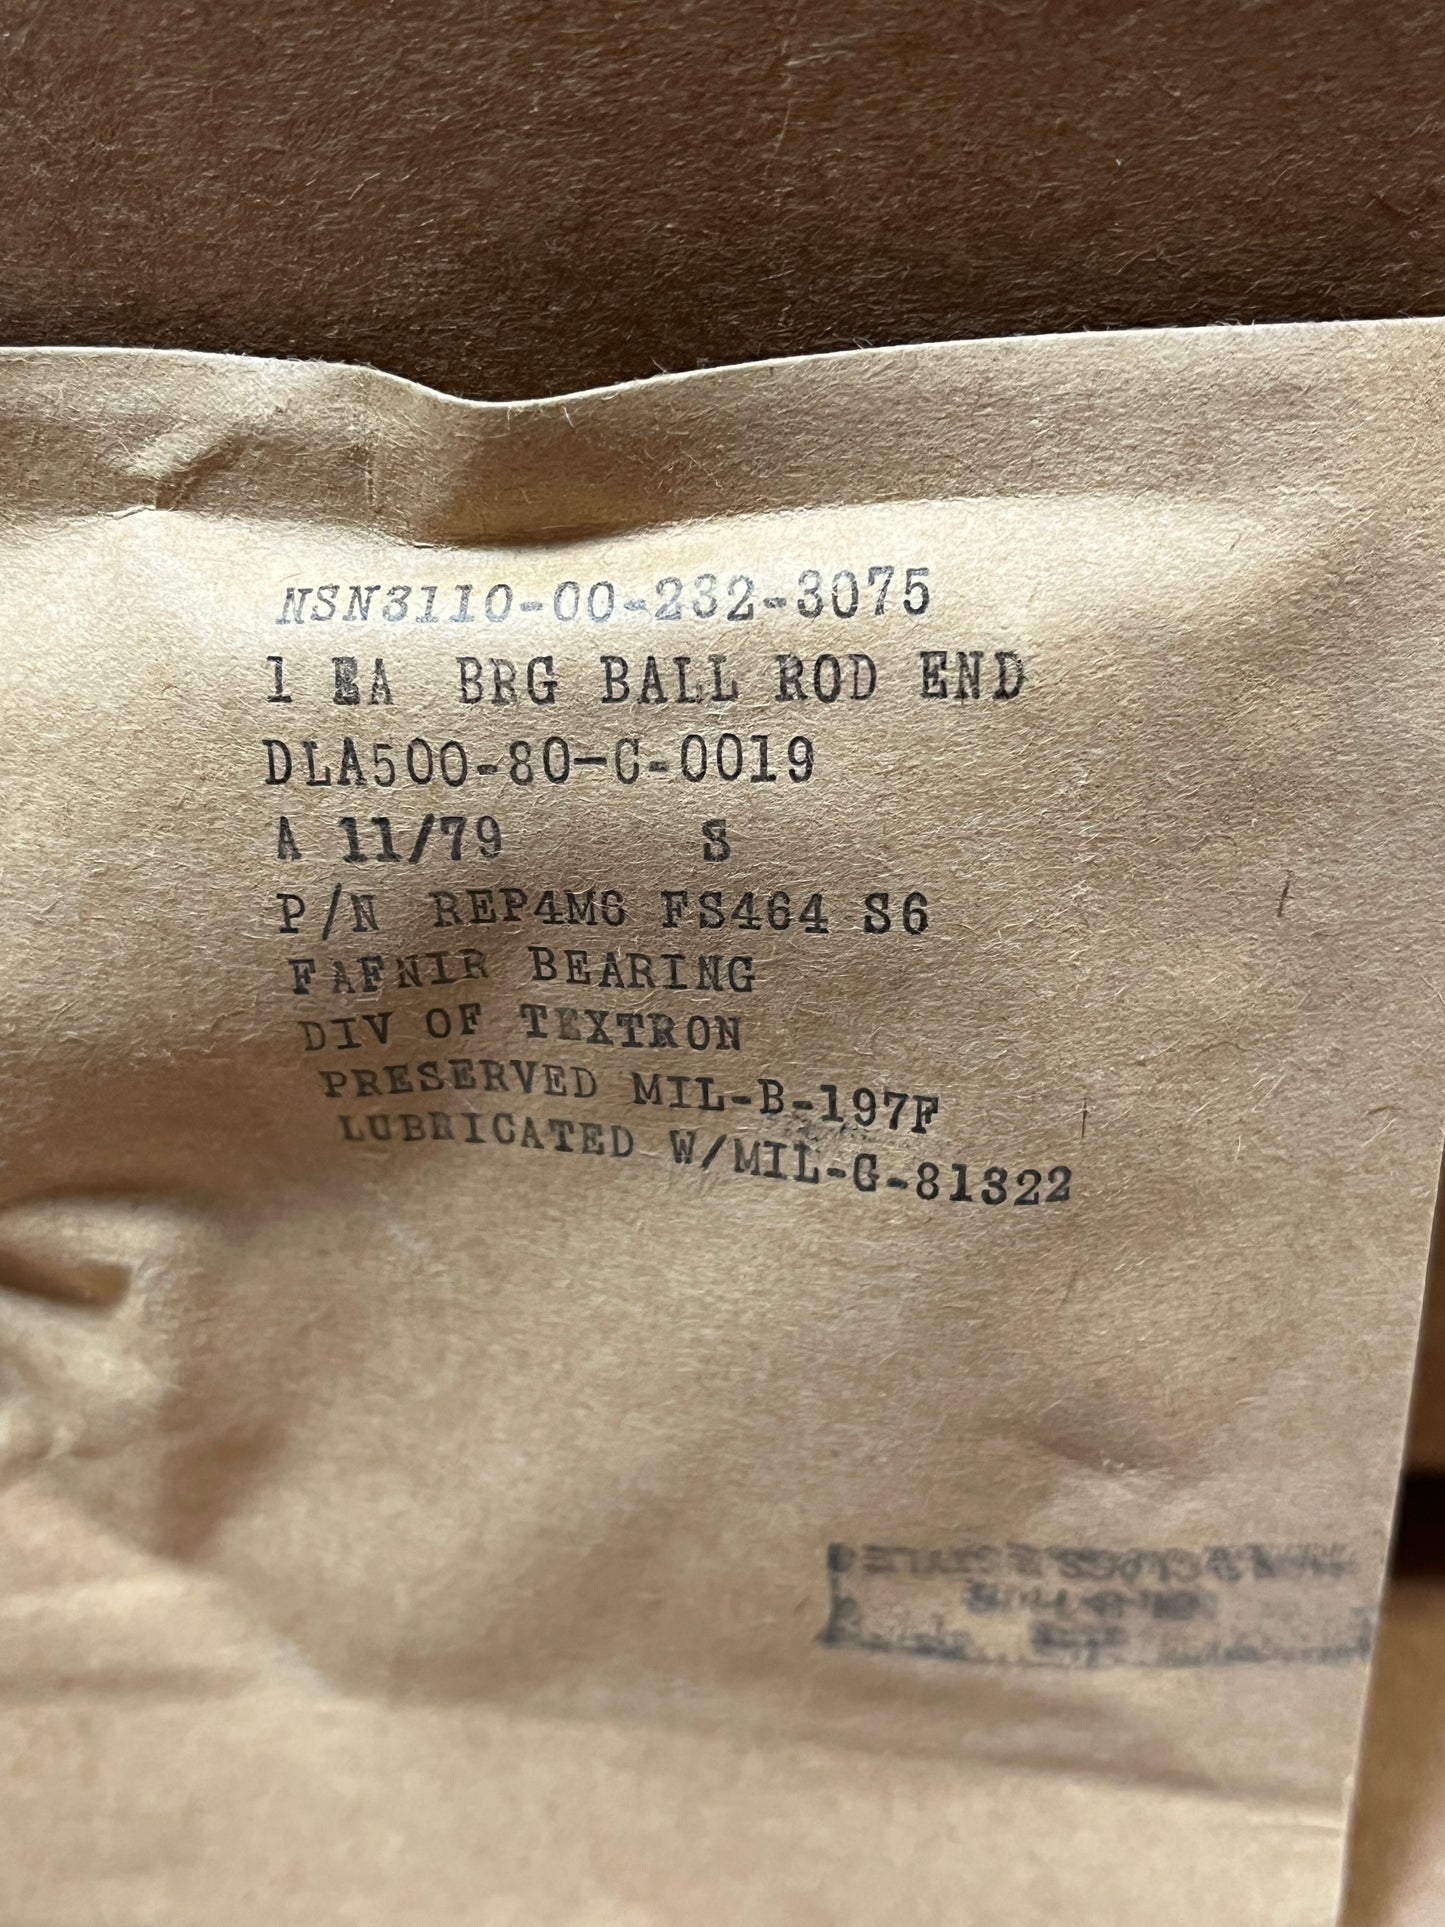 NSN3110-00-232-3075
1 EA BRG BALL ROD END
DLA500-80-C-0019
A 11/79 S
P/N REP4M6 FS464 S6
FAFNIR BEARING
DIV OF TEXTRON
PRESERVED MIL-B-197F
LUBRICATED W/MIL-G-81322